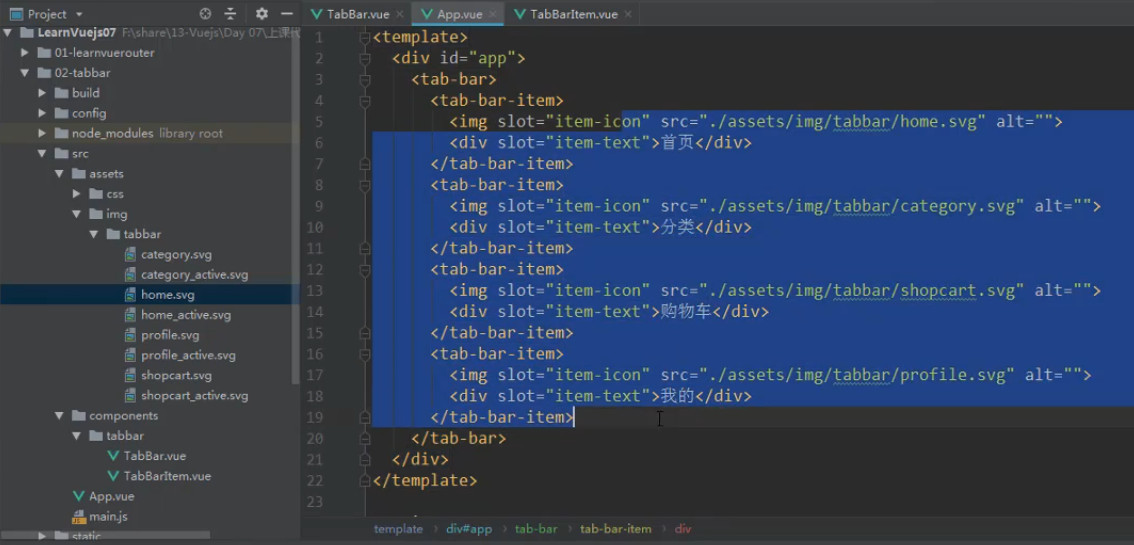 Project
TabBar.vue
App.vue
TabBarItem.vue
LearnVuejs07 F:\share\13-Vuejs\Day 07\上课代
01-learnvuerouter
02-tabbar
build
config
node_modules library root
src
assets
css
img
tabbar
category.svg
category_active.svg
home.svg
home_active.svg
profile.svg
profile_active.svg
shopcart.svg
shopcart_active.svg
components
tabbar
TabBar.vue
TabBarItem.vue
App.vue
main.js
static
1 <template>
2 <div id="app">
3 <tab-bar>
4 <tab-bar-item>
5 <img slot="item-icon" src="./assets/img/tabbar/home.svg" alt="">
6 <div slot="item-text">首页</div>
7 </tab-bar-item>
8 <tab-bar-item>
9 <img slot="item-icon" src="./assets/img/tabbar/category.svg" alt="">
10 <div slot="item-text">分类</div>
11 </tab-bar-item>
12 <tab-bar-item>
13 <img slot="item-icon" src="./assets/img/tabbar/shopcart.svg" alt="">
14 <div slot="item-text">购物车</div>
15 </tab-bar-item>
16 <tab-bar-item>
17 <img slot="item-icon" src="./assets/img/tabbar/profile.svg" alt="">
18 <div slot="item-text">我的</div>
19 </tab-bar-item>
20 </tab-bar>
21 </div>
22 </template>
23
template › div#app › tab-bar › tab-bar-item › div